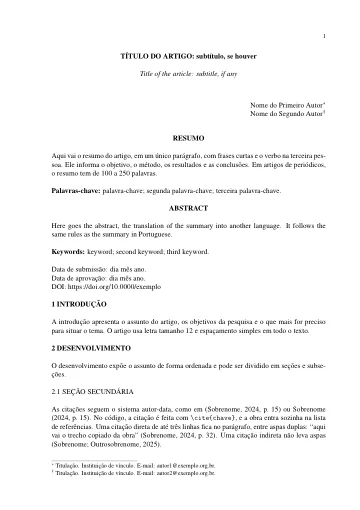 1
TÍTULO DO ARTIGO: subtítulo, se houver
Title of the article: subtitle, if any
Nome do Primeiro Autor*
Nome do Segundo Autor†
RESUMO
Aqui vai o resumo do artigo, em um único parágrafo, com frases curtas e o verbo na terceira pes-
soa. Ele informa o objetivo, o método, os resultados e as conclusões. Em artigos de periódicos,
o resumo tem de 100 a 250 palavras.
Palavras-chave: palavra-chave; segunda palavra-chave; terceira palavra-chave.
ABSTRACT
Here goes the abstract, the translation of the summary into another language. It follows the
same rules as the summary in Portuguese.
Keywords: keyword; second keyword; third keyword.
Data de submissão: dia mês ano.
Data de aprovação: dia mês ano.
DOI: https://doi.org/10.0000/exemplo
1 INTRODUÇÃO
A introdução apresenta o assunto do artigo, os objetivos da pesquisa e o que mais for preciso
para situar o tema. O artigo usa letra tamanho 12 e espaçamento simples em todo o texto.
2 DESENVOLVIMENTO
O desenvolvimento expõe o assunto de forma ordenada e pode ser dividido em seções e subse-
ções.
2.1 SEÇÃO SECUNDÁRIA
As citações seguem o sistema autor-data, como em (Sobrenome, 2024, p. 15) ou Sobrenome
(2024, p. 15). No código, a citação é feita com \cite{chave}, e a obra entra sozinha na lista
de referências. Uma citação direta de até três linhas fica no parágrafo, entre aspas duplas: “aqui
vai o trecho copiado da obra” (Sobrenome, 2024, p. 32). Uma citação indireta não leva aspas
(Sobrenome; Outrosobrenome, 2025).
* Titulação. Instituição de vínculo. E-mail: autor1@exemplo.org.br.
† Titulação. Instituição de vínculo. E-mail: autor2@exemplo.org.br.